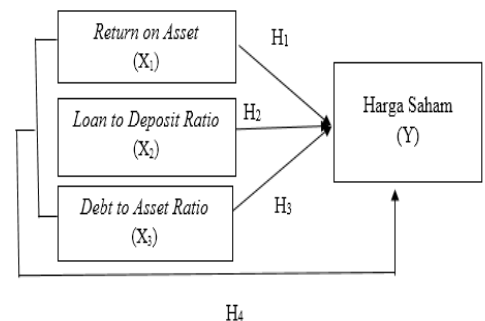 Return on Asset
(X₁)
H₁
Loan to Deposit Ratio
(X₂)
H₂
Debt to Asset Ratio
(X₃)
H₃
Harga Saham
(Y)
H₄